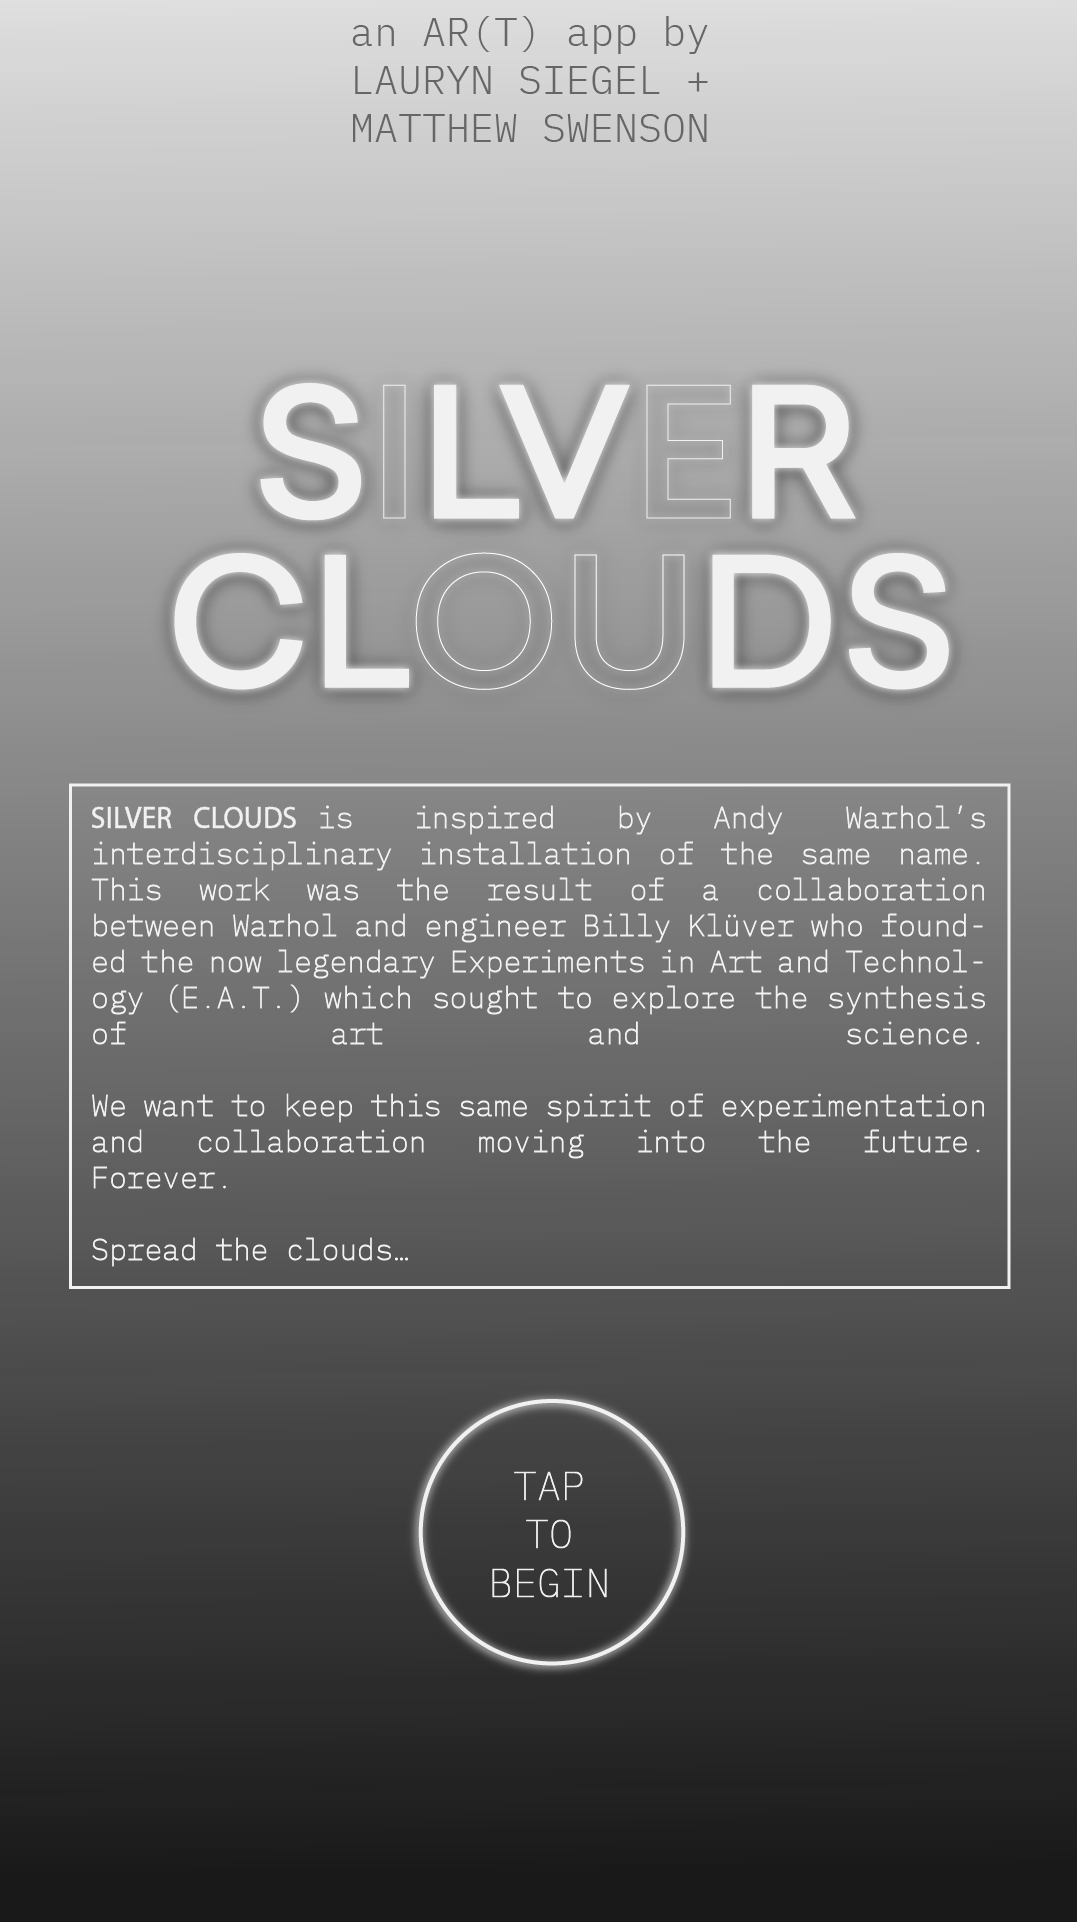 an AR(T) app by
LAURYN SIEGEL +
MATTHEW SWENSON
SILVER
CLOUDS
SILVER CLOUDS is inspired by Andy Warhol’s
interdisciplinary installation of the same name.
This work was the result of a collaboration
between Warhol and engineer Billy Klüver who found-
ed the now legendary Experiments in Art and Technol-
ogy (E.A.T.) which sought to explore the synthesis
of art and science.
We want to keep this same spirit of experimentation
and collaboration moving into the future.
Forever.
Spread the clouds…
TAP
TO
BEGIN